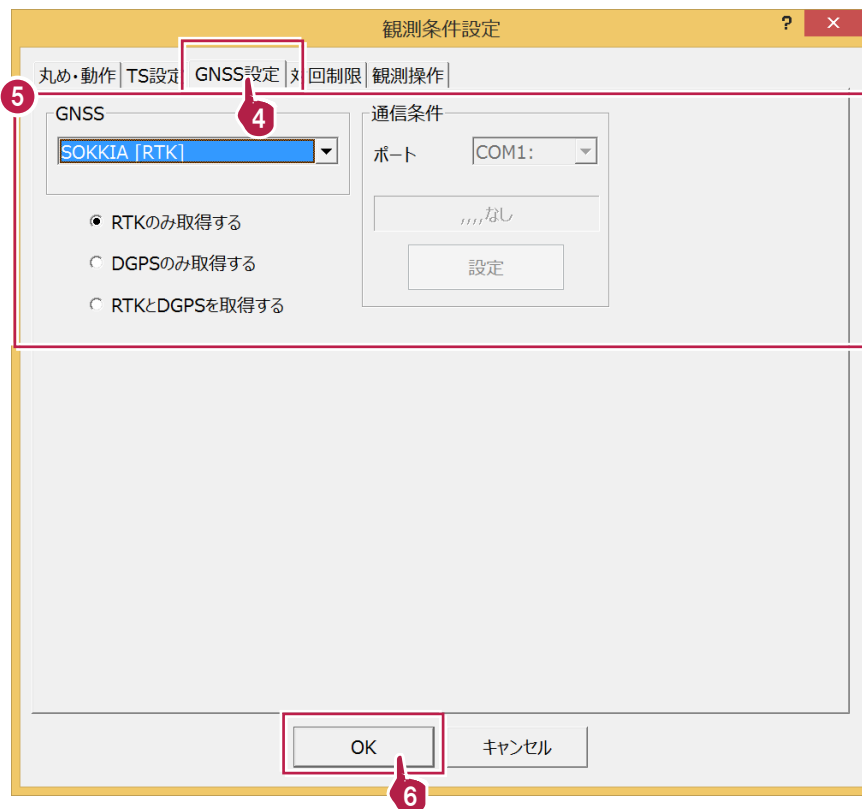 観測条件設定
?
×
丸め・動作 TS設定 GNSS設定 対回制限 観測操作
5
4
GNSS
SOKKIA [RTK]
通信条件
ポート COM1:
,,,,なし
設定
RTKのみ取得する
DGPSのみ取得する
RTKとDGPSを取得する
OK
キャンセル
6